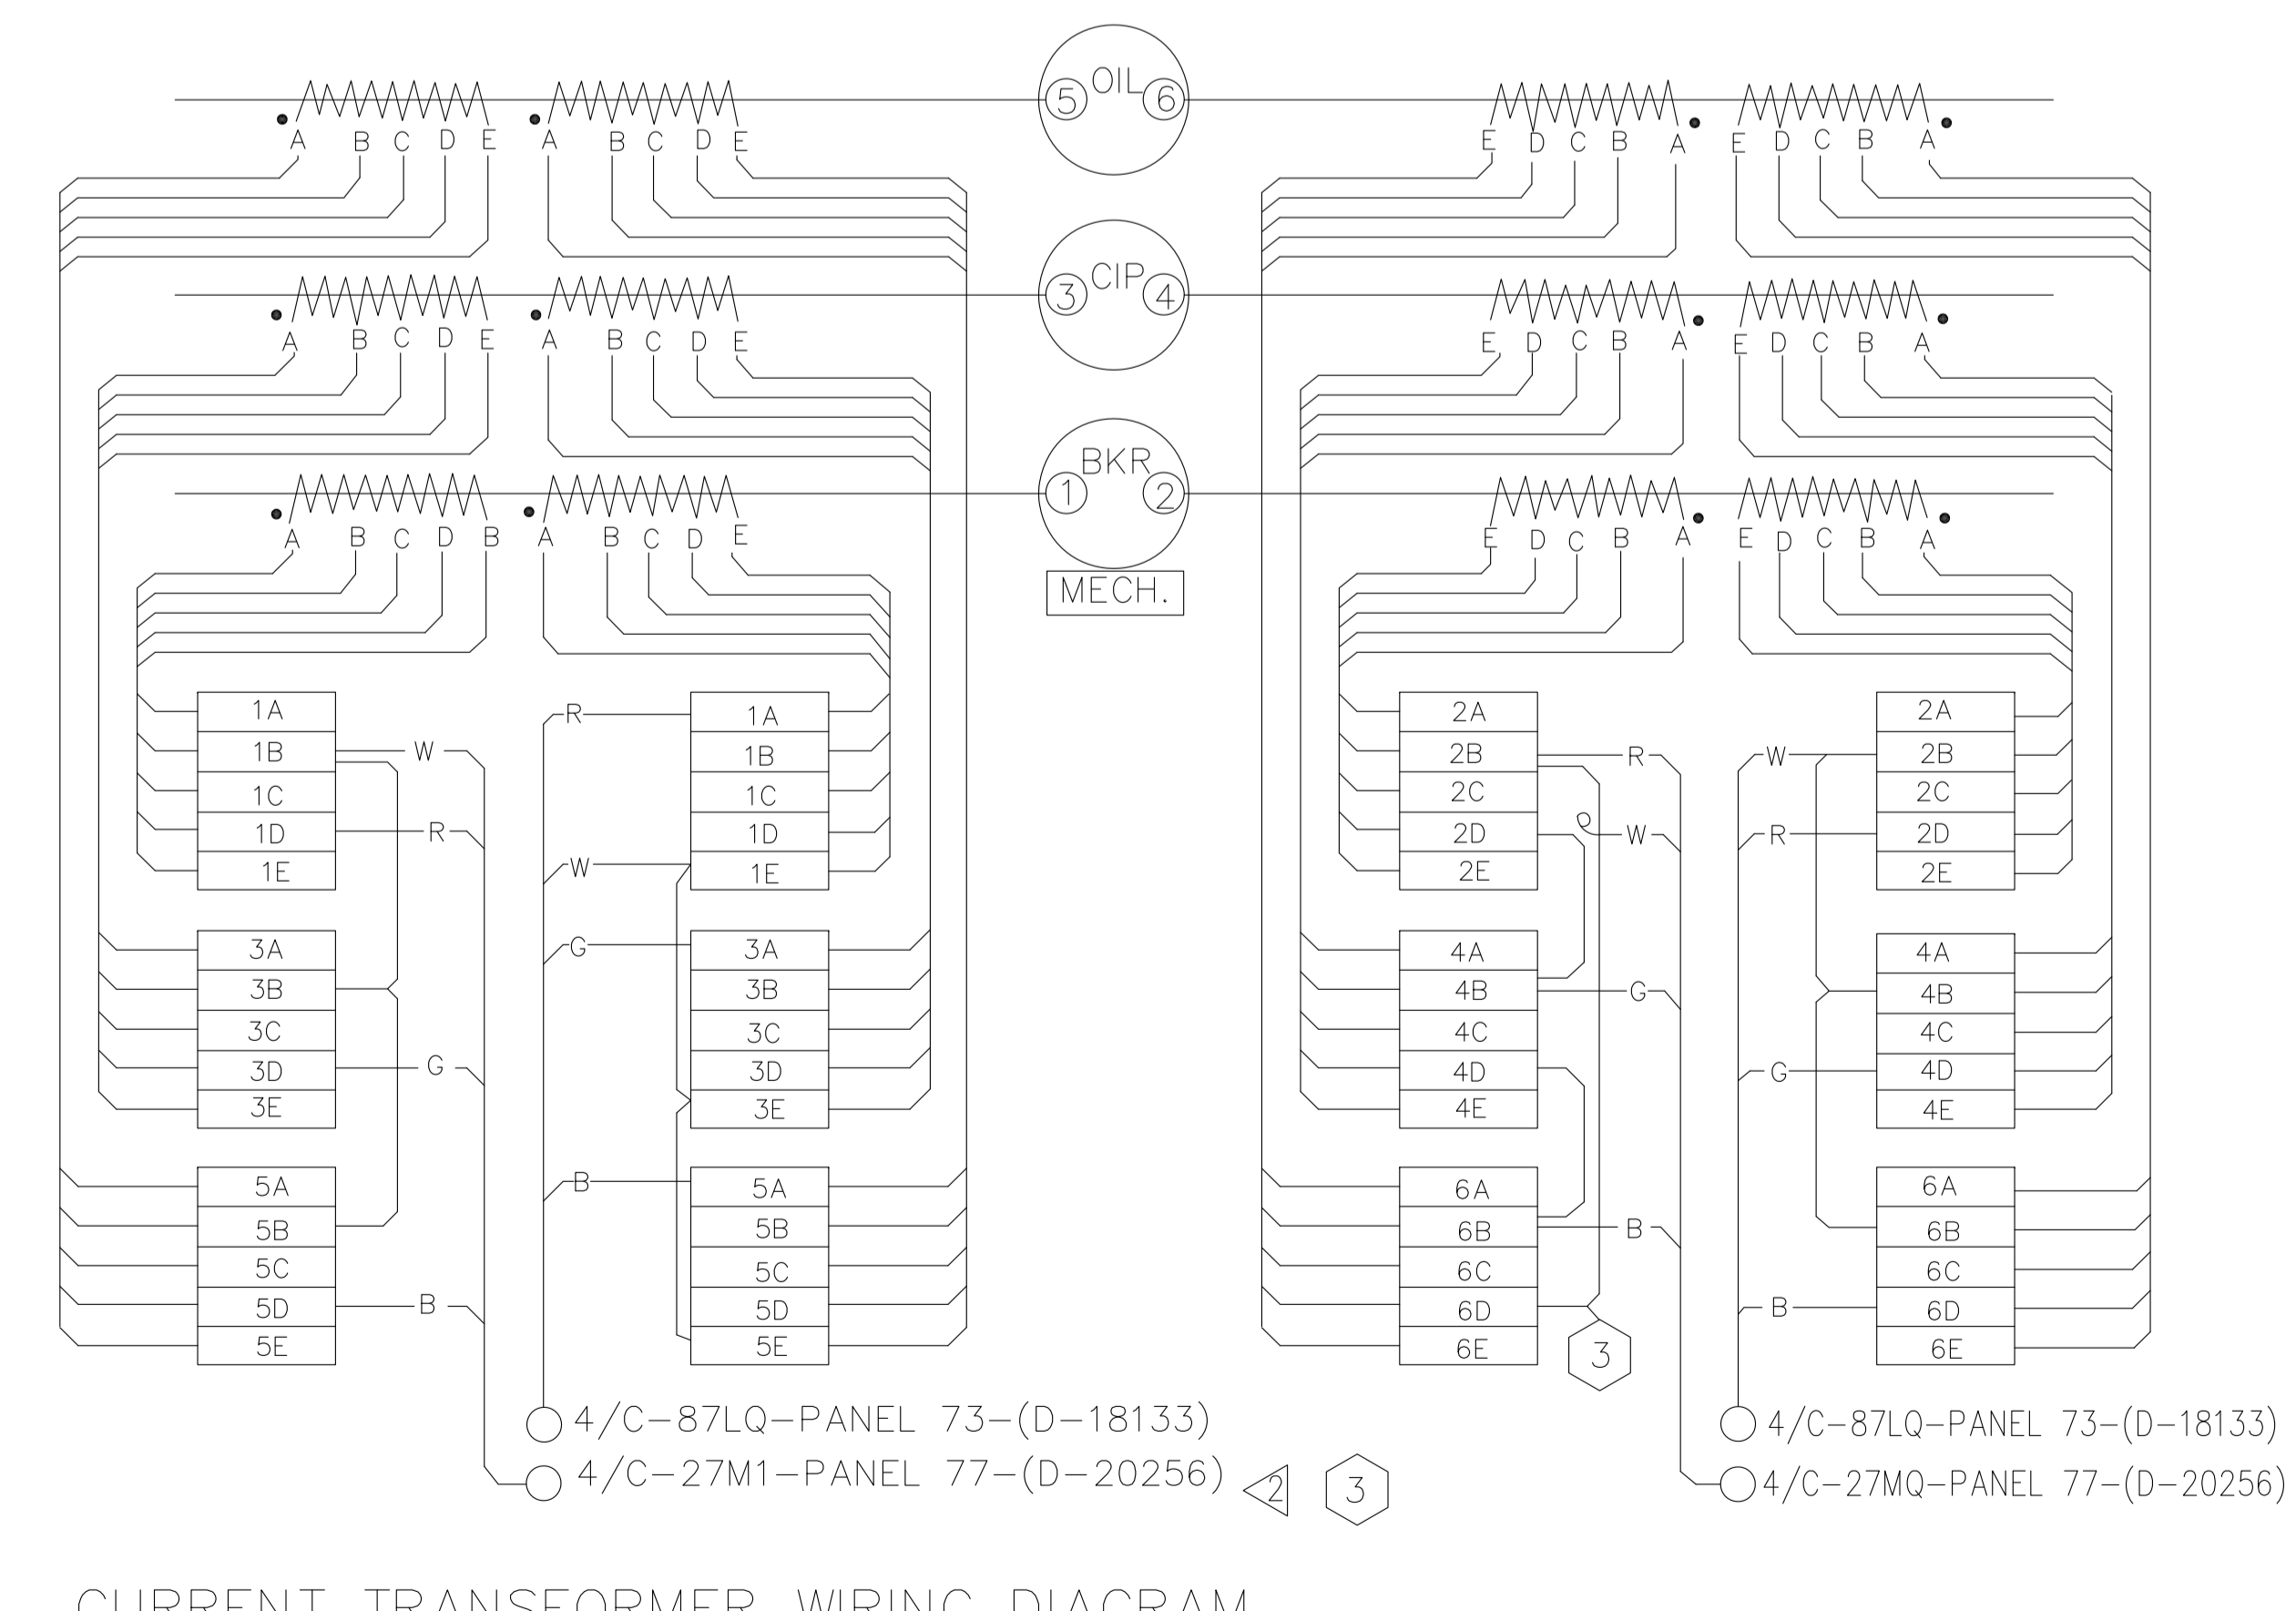 OIL
5 6
A B C D E A B C D E E D C B A E D C B A
CIP
3 4
A B C D E A B C D E E D C B A E D C B A
BKR
1 2
A B C D B A B C D E E D C B A E D C B A
MECH.
1A
1B W
1C
1D R
1E
3A
3B
3C
3D G
3E
5A
5B
5C
5D B
5E
R 1A
1B
1C
1D
W 1E
G 3A
3B
3C
3D
3E
B 5A
5B
5C
5D
5E
2A
2B R
2C
2D W
2E
4A
4B G
4C
4D
4E
6A
6B B
6C
6D
6E
3
2A
W 2B
2C
R 2D
2E
4A
4B
4C
G 4D
4E
6A
6B
6C
B 6D
6E
4/C-87LQ-PANEL 73-(D-18133)
4/C-27M1-PANEL 77-(D-20256) 2 3
4/C-87LQ-PANEL 73-(D-18133)
4/C-27MQ-PANEL 77-(D-20256)
CURRENT TRANSFORMER WIRING DIAGRAM